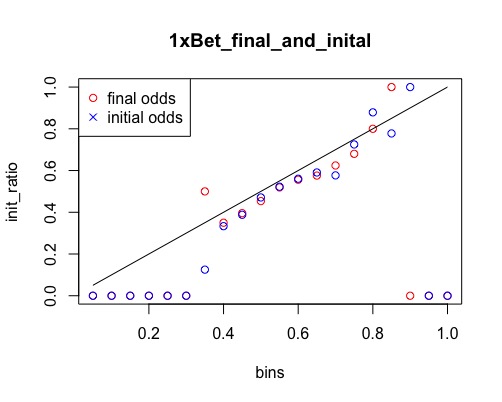 1xBet_final_and_inital
final odds
initial odds
init_ratio
0.0 0.2 0.4 0.6 0.8 1.0
0.2 0.4 0.6 0.8 1.0
bins